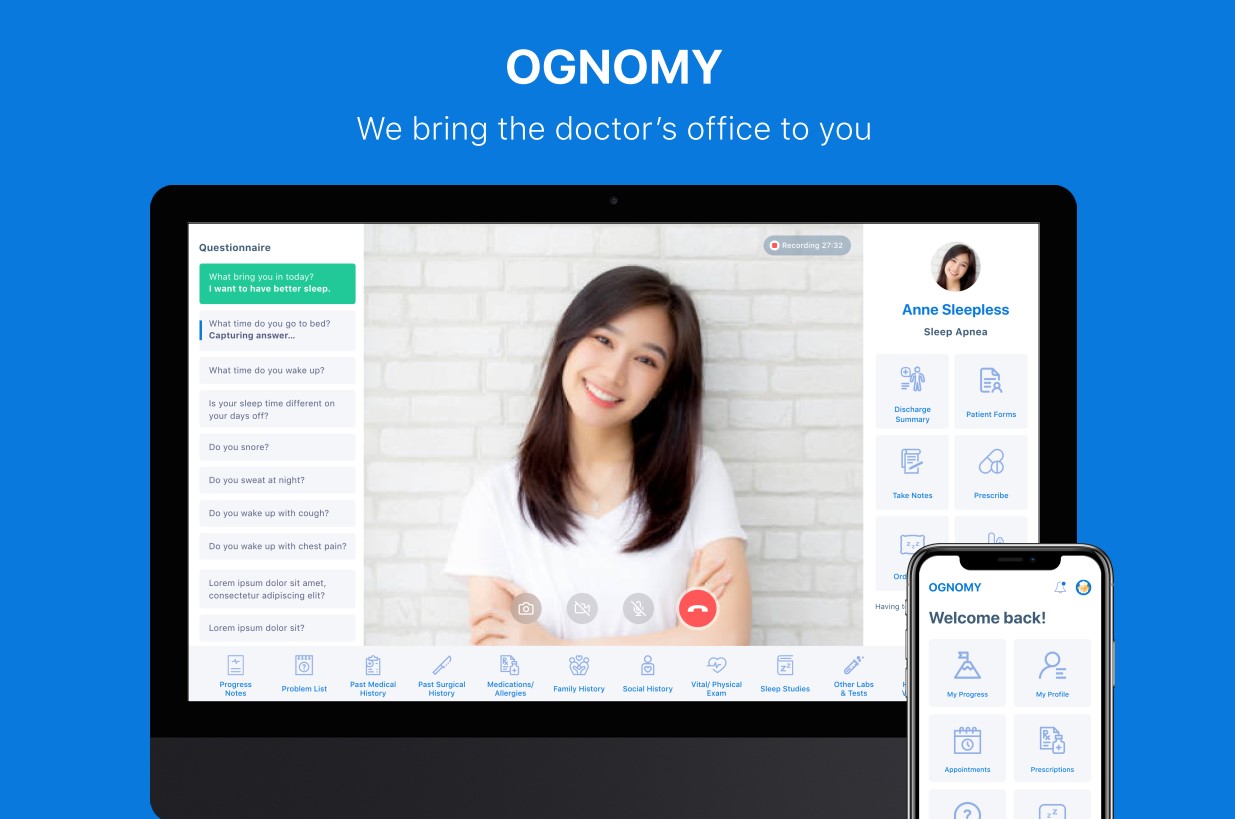 OGNOMY
We bring the doctor's office to you
Questionnaire
What bring you in today?
I want to have better sleep.
What time do you go to bed?
Capturing answer...
What time do you wake up?
Is your sleep time different on
your days off?
Do you snore?
Do you sweat at night?
Do you wake up with cough?
Do you wake up with chest pain?
Lorem ipsum dolor sit amet,
consectetur adipiscing elit?
Lorem ipsum dolor sit?
Recording 27:32
Anne Sleepless
Sleep Apnea
Discharge
Summary
Patient Forms
Take Notes
Prescribe
zzz
Having
Progress
Notes
Problem List
Past Medical
History
Past Surgical
History
Medications/
Allergies
Family History
Social History
Vital/ Physical
Exam
Sleep Studies
Other Labs
& Tests
OGNOMY
Welcome back!
My Progress
My Profile
Appointments
Prescriptions